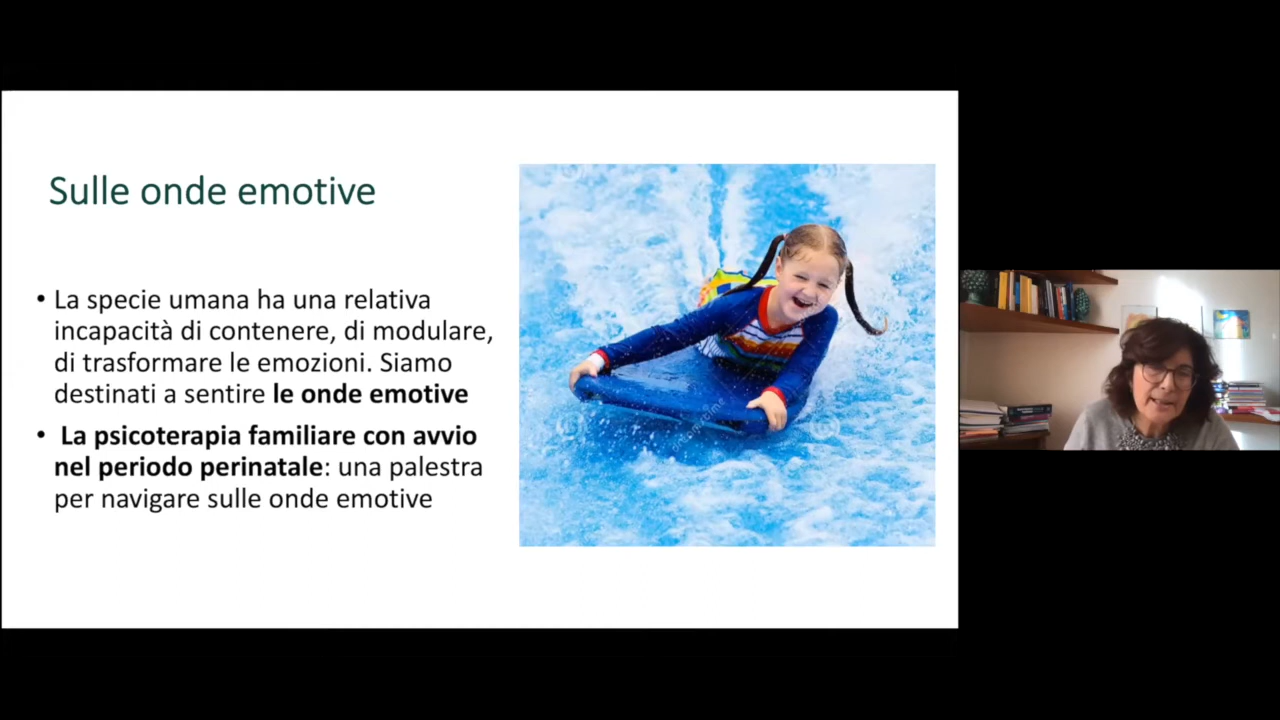 Sulle onde emotive
• La specie umana ha una relativa
incapacità di contenere, di modulare,
di trasformare le emozioni. Siamo
destinati a sentire le onde emotive
• La psicoterapia familiare con avvio
nel periodo perinatale: una palestra
per navigare sulle onde emotive